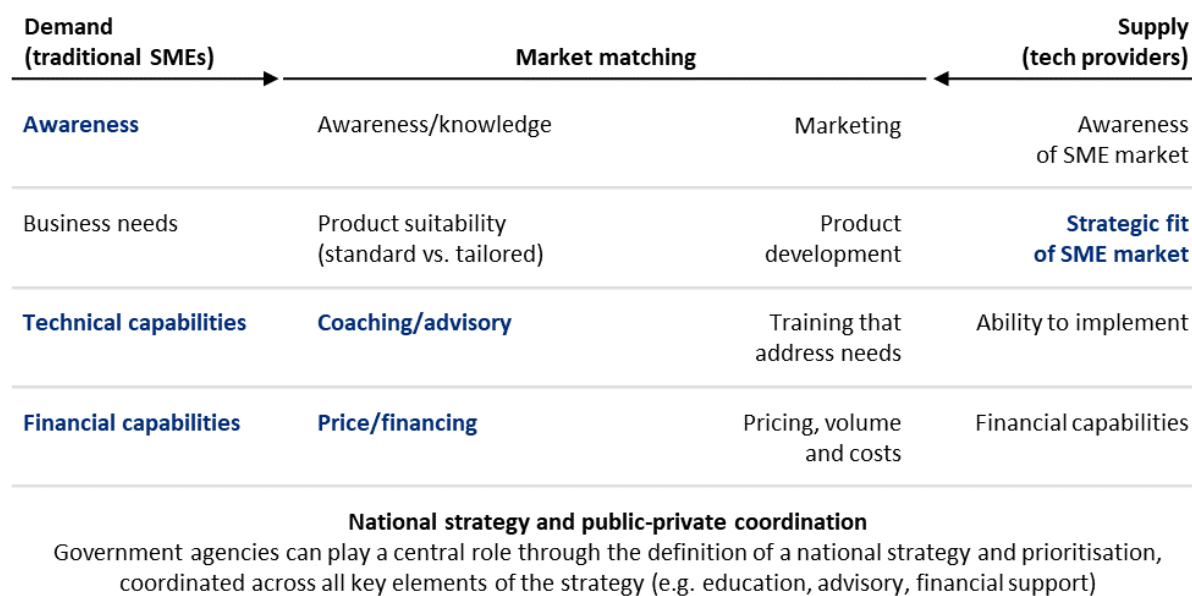 Demand
(traditional SMEs)
Market matching
Supply
(tech providers)
Awareness
Awareness/knowledge
Marketing
Awareness
of SME market
Business needs
Product suitability
(standard vs. tailored)
Product
development
Strategic fit
of SME market
Technical capabilities
Coaching/advisory
Training that
address needs
Ability to implement
Financial capabilities
Price/financing
Pricing, volume
and costs
Financial capabilities
National strategy and public-private coordination
Government agencies can play a central role through the definition of a national strategy and prioritisation,
coordinated across all key elements of the strategy (e.g. education, advisory, financial support)